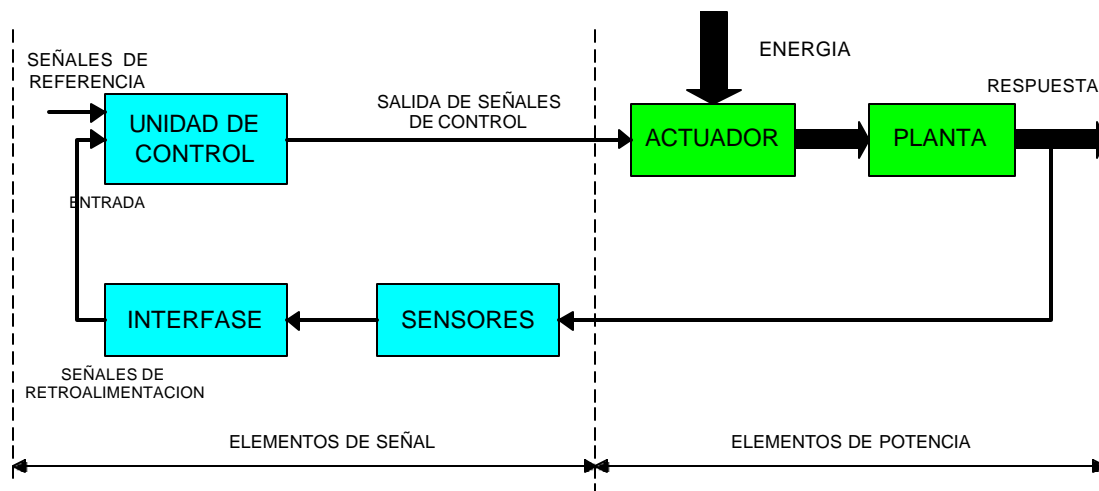 SEÑALES DE
REFERENCIA
UNIDAD DE
CONTROL
ENTRADA
SALIDA DE SEÑALES
DE CONTROL
ENERGIA
ACTUADOR
PLANTA
RESPUESTA
INTERFASE
SENSORES
SEÑALES DE
RETROALIMENTACION
ELEMENTOS DE SEÑAL
ELEMENTOS DE POTENCIA